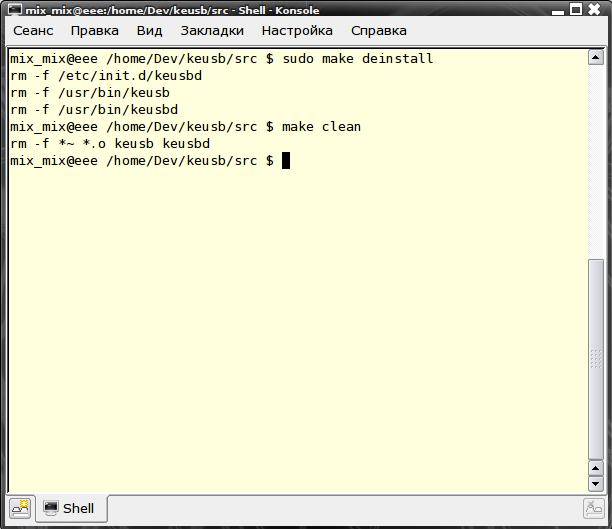 mix_mix@eee:/home/Dev/keusb/src - Shell - Konsole
Сеанс Правка Вид Закладки Настройка Справка
mix_mix@eee /home/Dev/keusb/src $ sudo make deinstall
rm -f /etc/init.d/keusbd
rm -f /usr/bin/keusb
rm -f /usr/bin/keusbd
mix_mix@eee /home/Dev/keusb/src $ make clean
rm -f *~ *.o keusb keusbd
mix_mix@eee /home/Dev/keusb/src $
Shell